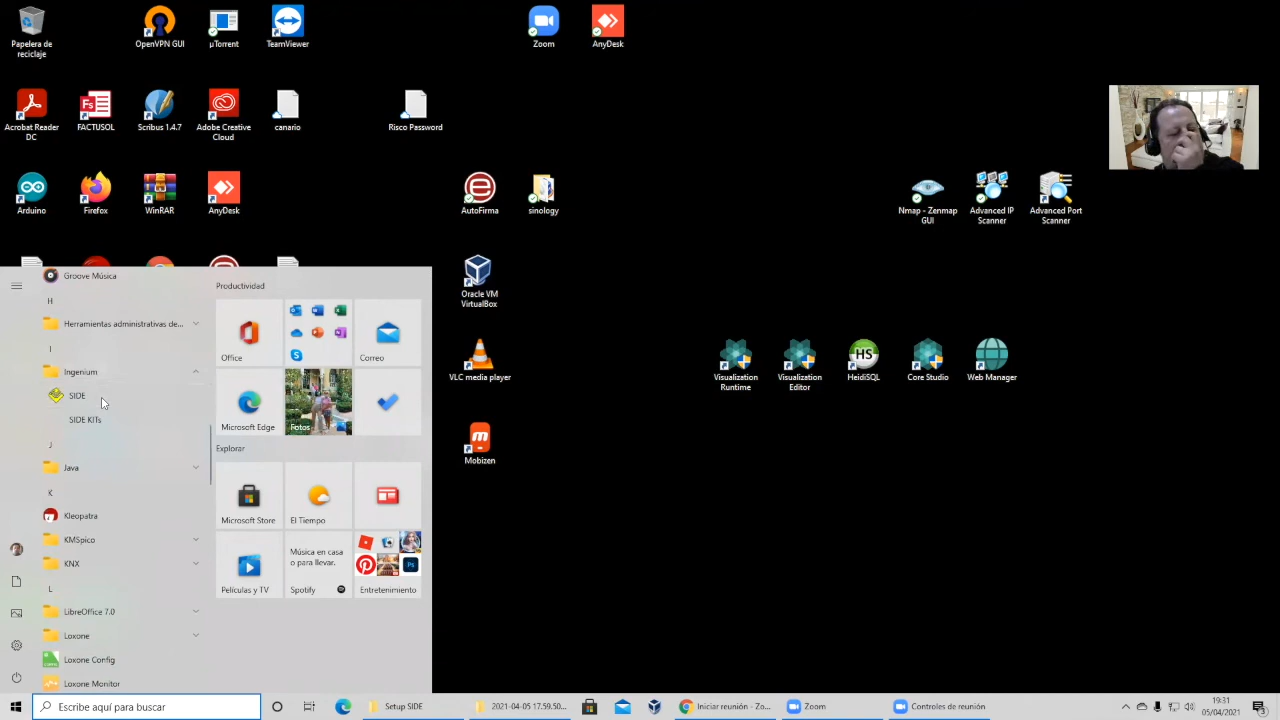 Papelera de
reciclaje
OpenVPN GUI
µTorrent
TeamViewer
Zoom
AnyDesk
Acrobat Reader
DC
FACTUSOL
Scribus 1.4.7
Adobe Creative
Cloud
canario
Risco Password
Arduino
Firefox
WinRAR
AnyDesk
AutoFirma
sinology
Nmap - Zenmap
GUI
Advanced IP
Scanner
Advanced Port
Scanner
Oracle VM
VirtualBox
VLC media player
Visualization
Runtime
Visualization
Editor
HS
HeidiSQL
Core Studio
Web Manager
Mobizen
Groove Música
H
Herramientas administrativas de...
I
Ingenium
SIDE
SIDE KITs
J
Java
K
Kleopatra
KMSpico
KNX
L
LibreOffice 7.0
Loxone
Loxone Config
Loxone Monitor
Productividad
Office
Correo
Microsoft Edge
Fotos
Explorar
Microsoft Store
El Tiempo
Películas y TV
Música en casa
o para llevar.
Spotify
Ps
Entretenimiento
Escribe aquí para buscar
Setup SIDE
2021-04-05 17.59.50...
Iniciar reunión - Zo...
Zoom
Controles de reunión
19:31
05/04/2021